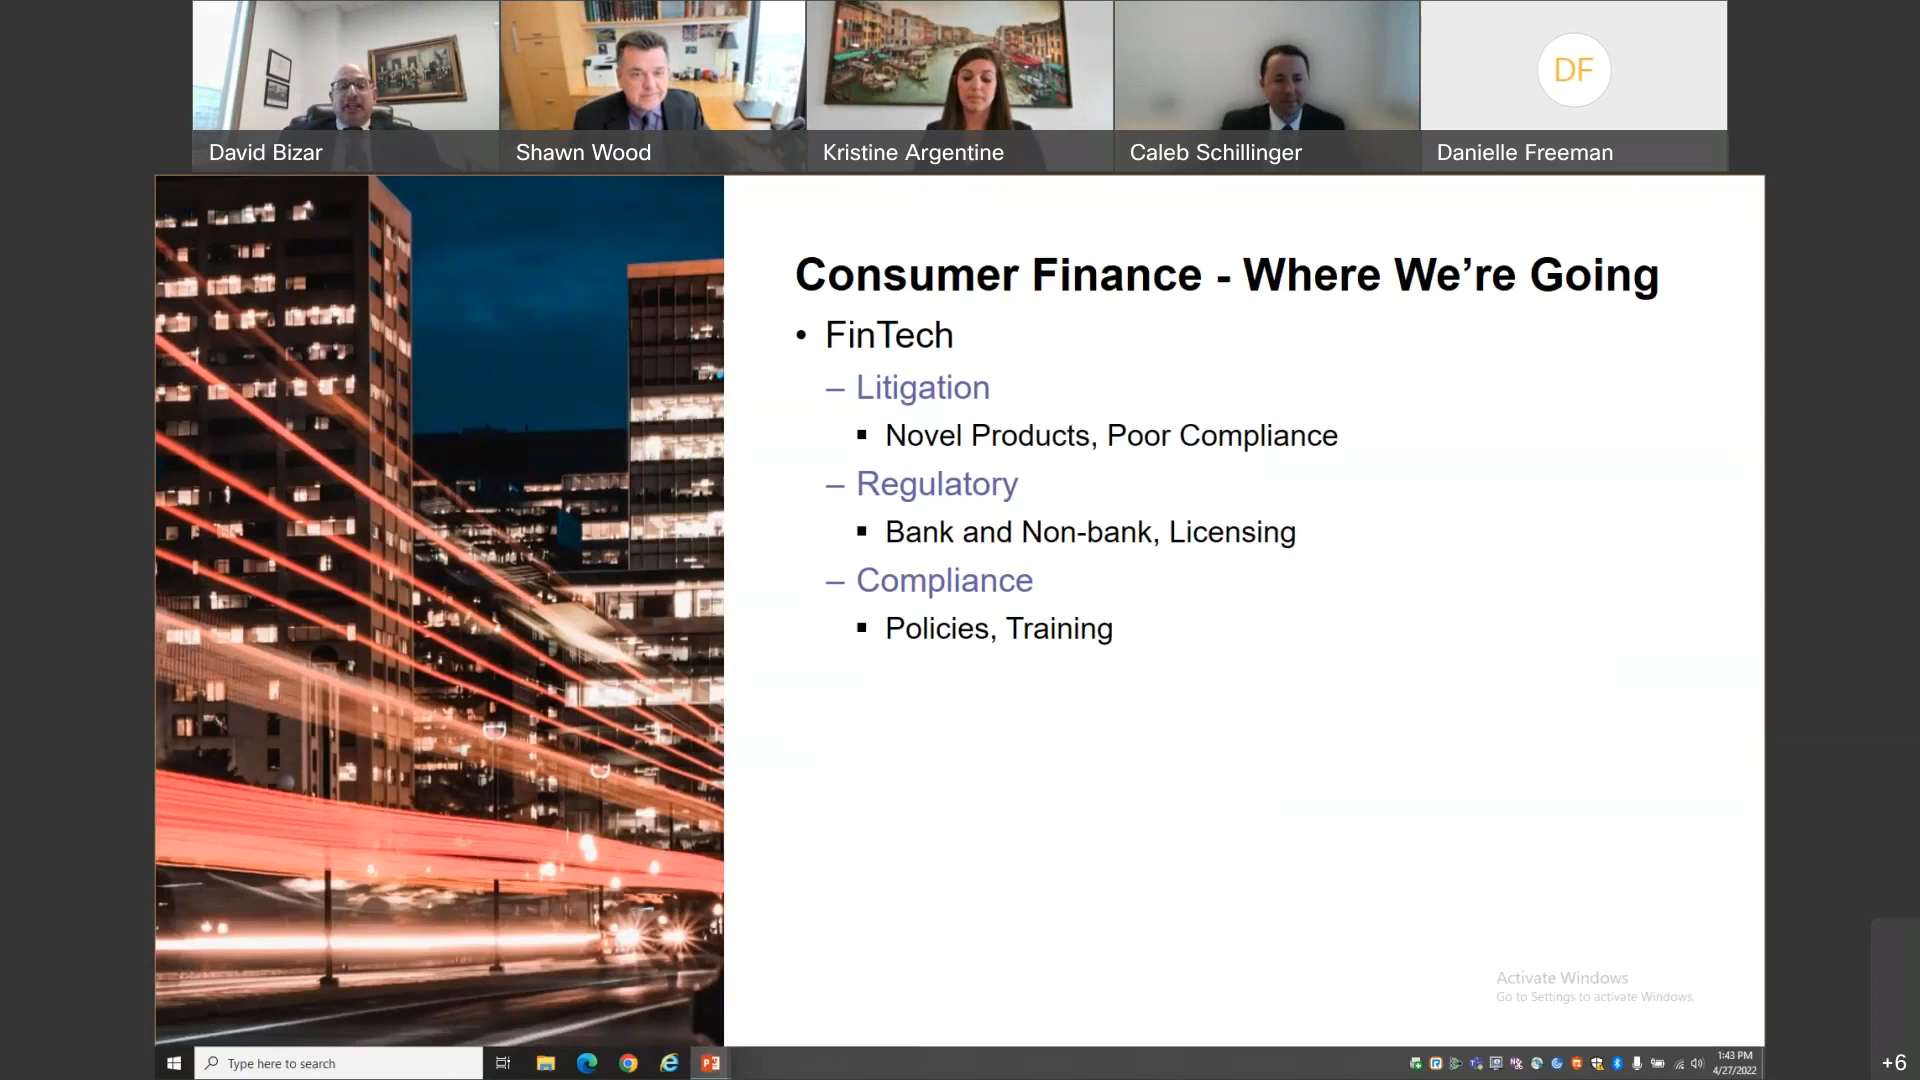 DF
David Bizar
Shawn Wood
Kristine Argentine
Caleb Schillinger
Danielle Freeman
Consumer Finance - Where We’re Going
• FinTech
– Litigation
▪ Novel Products, Poor Compliance
– Regulatory
▪ Bank and Non-bank, Licensing
– Compliance
▪ Policies, Training
Activate Windows
Go to Settings to activate Windows.
Type here to search
1:43 PM
4/27/2022
+6